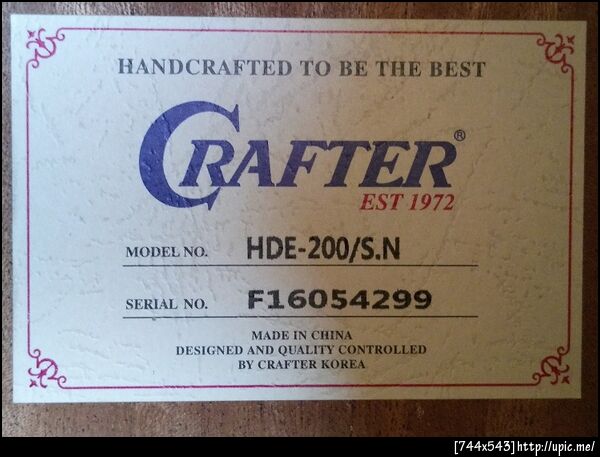 HANDCRAFTED TO BE THE BEST
CRAFTER®
EST 1972
MODEL NO. HDE-200/S.N
SERIAL NO. F16054299
MADE IN CHINA
DESIGNED AND QUALITY CONTROLLED
BY CRAFTER KOREA
[744x543]http://upic.me/